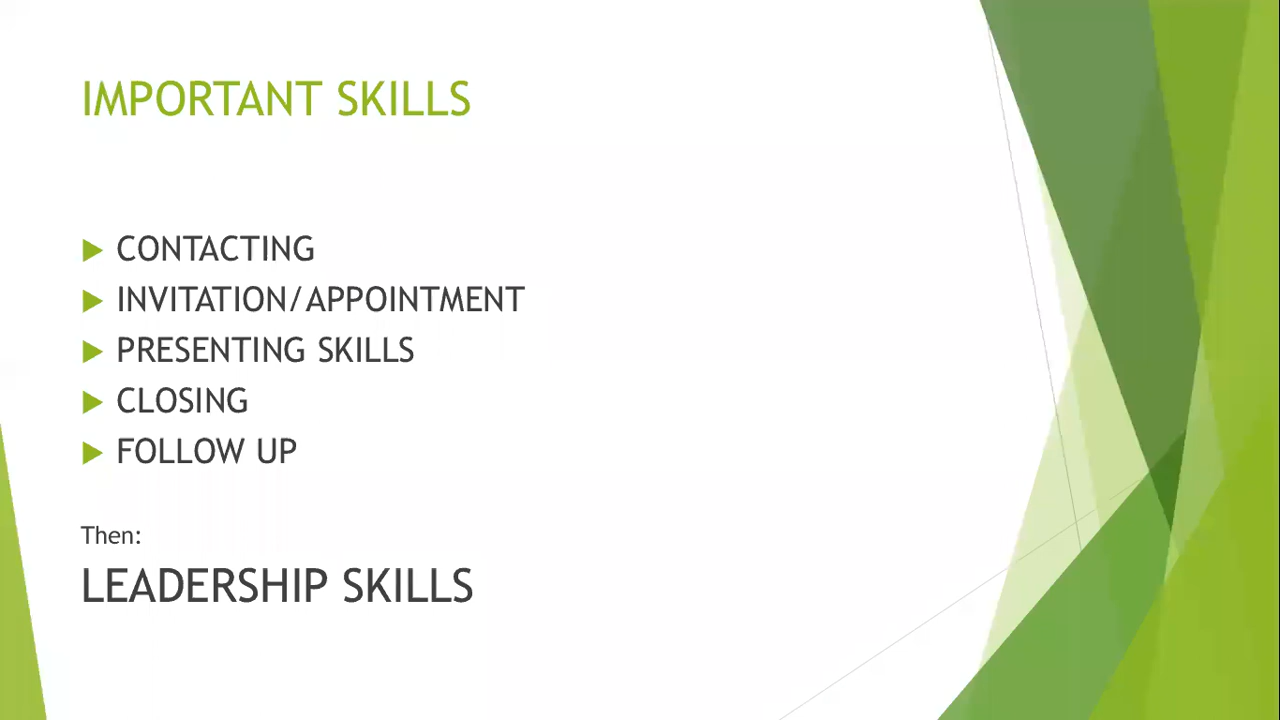 IMPORTANT SKILLS
CONTACTING
INVITATION/APPOINTMENT
PRESENTING SKILLS
CLOSING
FOLLOW UP
Then:
LEADERSHIP SKILLS